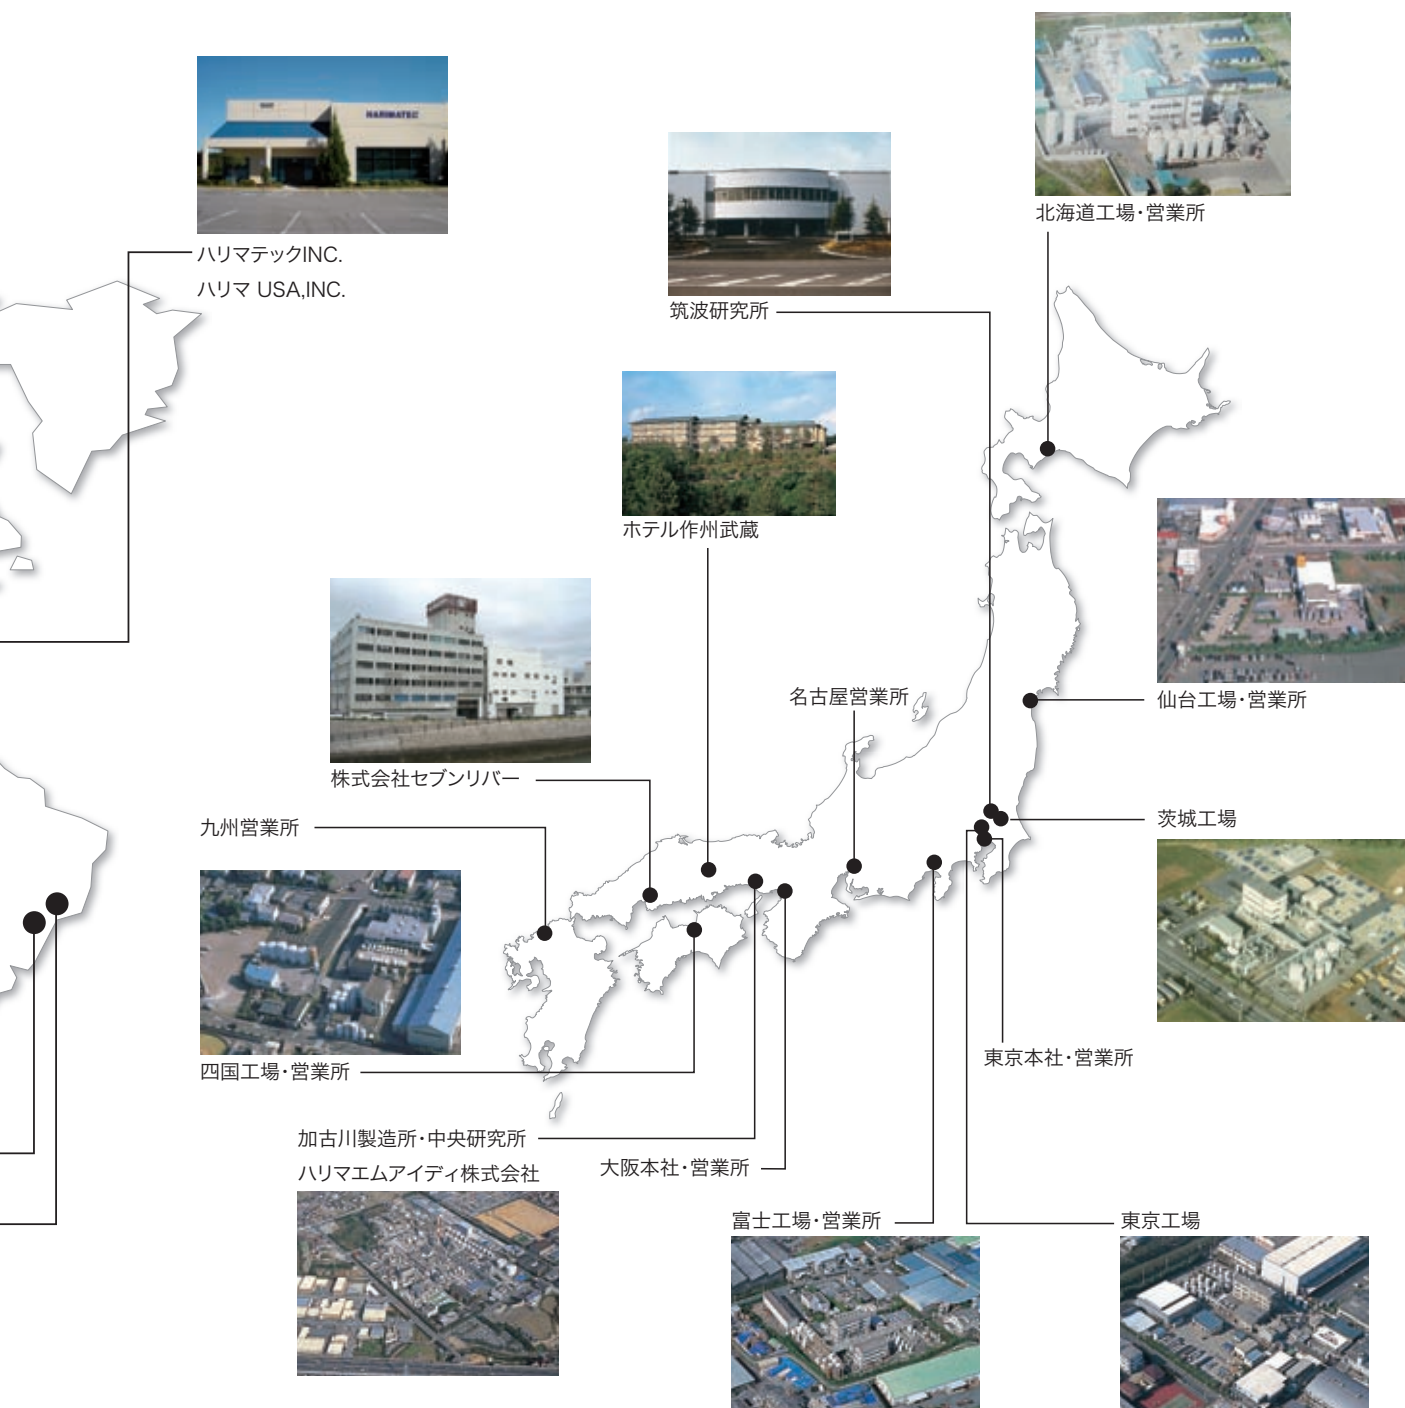 HARIMATEC
ハリマテックINC.
ハリマ USA,INC.
北海道工場・営業所
筑波研究所
ホテル作州武蔵
名古屋営業所
仙台工場・営業所
株式会社セブンリバー
九州営業所
茨城工場
四国工場・営業所
東京本社・営業所
加古川製造所・中央研究所
ハリマエムアイディ株式会社
大阪本社・営業所
富士工場・営業所
東京工場